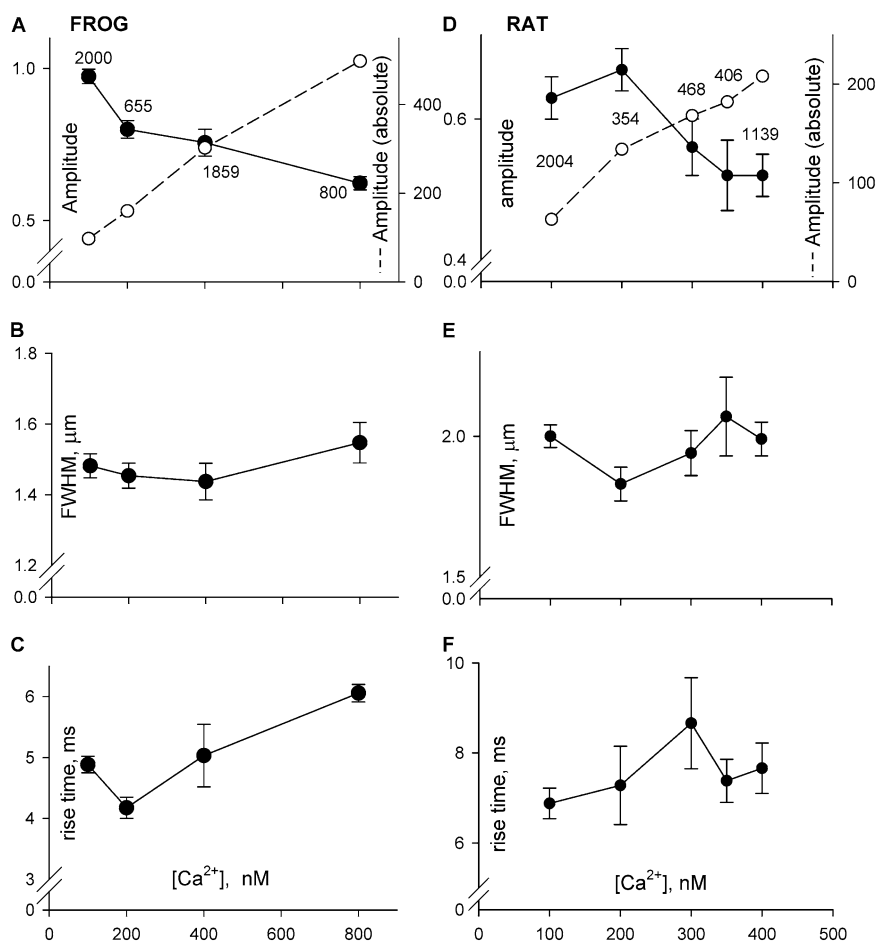 A FROG
2000
655
1859
800
1.0
0.5
0.0
Amplitude
400
200
0
Amplitude (absolute)
D RAT
2004
354
468
406
1139
0.6
0.4
0.0
amplitude
200
100
0
Amplitude (absolute)
B
1.8
1.6
1.4
1.2
0.0
FWHM, μm
E
2.0
1.5
0.0
FWHM, μm
C
6
5
4
3
0
rise time, ms
[Ca²⁺], nM
0 200 400 600 800
F
10
8
6
0
rise time, ms
[Ca²⁺], nM
0 100 200 300 400 500